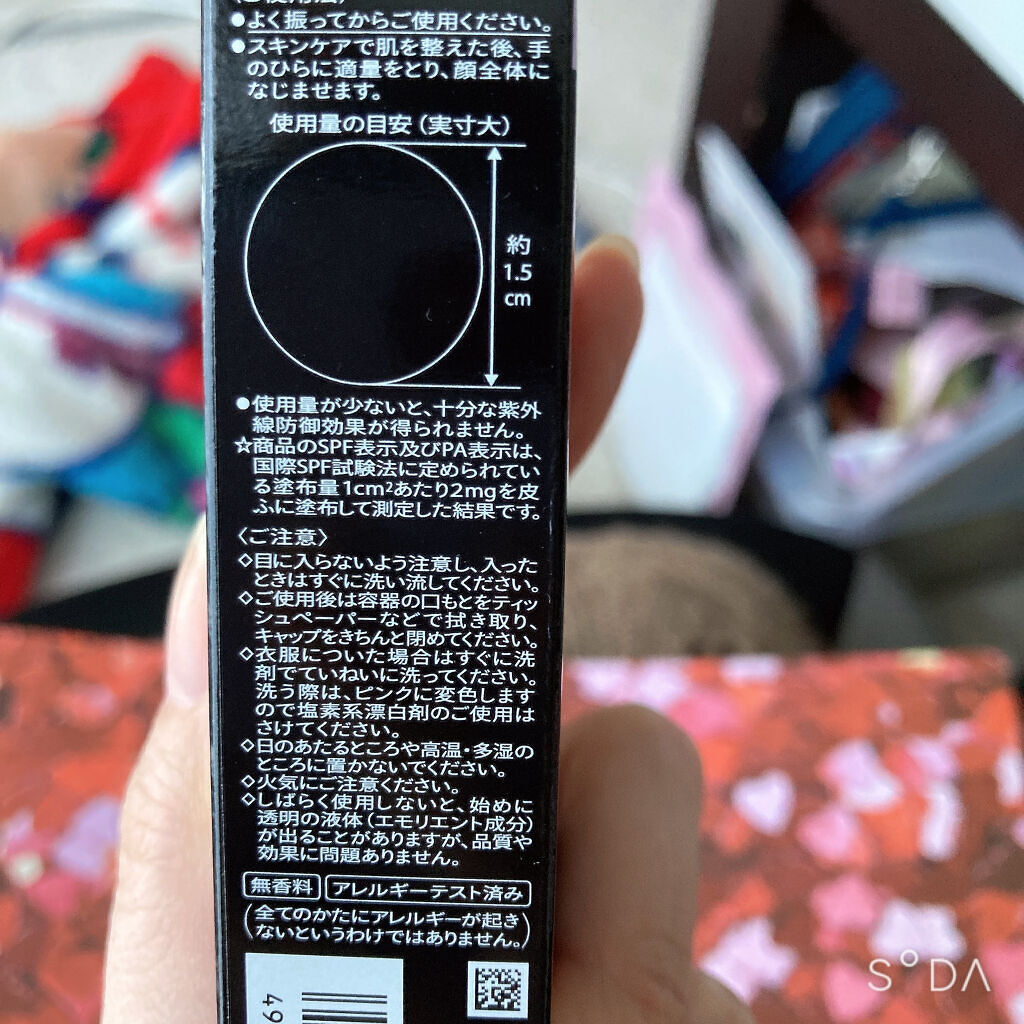 〈ご使用法〉
●よく振ってからご使用ください。
●スキンケアで肌を整えた後、手
のひらに適量をとり、顔全体に
なじませます。
使用量の目安(実寸大)
約
1.5
cm
●使用量が少ないと、十分な紫外
線防御効果が得られません。
☆商品のSPF表示及びPA表示は、
国際SPF試験法に定められてい
る塗布量1cm²あたり2mgを皮
ふに塗布して測定した結果です。
〈ご注意〉
◇目に入らないよう注意し、入った
ときはすぐに洗い流してください。
◇ご使用後は容器の口もとをティッ
シュペーパーなどで拭き取り、
キャップをきちんと閉めてください。
◇衣服についた場合はすぐに洗
剤でていねいに洗ってください。
洗う際は、ピンクに変色します
ので塩素系漂白剤のご使用は
さけてください。
◇日のあたるところや高温・多湿の
ところに置かないでください。
◇火気にご注意ください。
◇しばらく使用しないと、始めに
透明の液体(エモリエント成分)
が出ることがありますが、品質や
効果に問題ありません。
無香料 アレルギーテスト済み
(全てのかたにアレルギーが起き
ないというわけではありません。)
49
S°DA